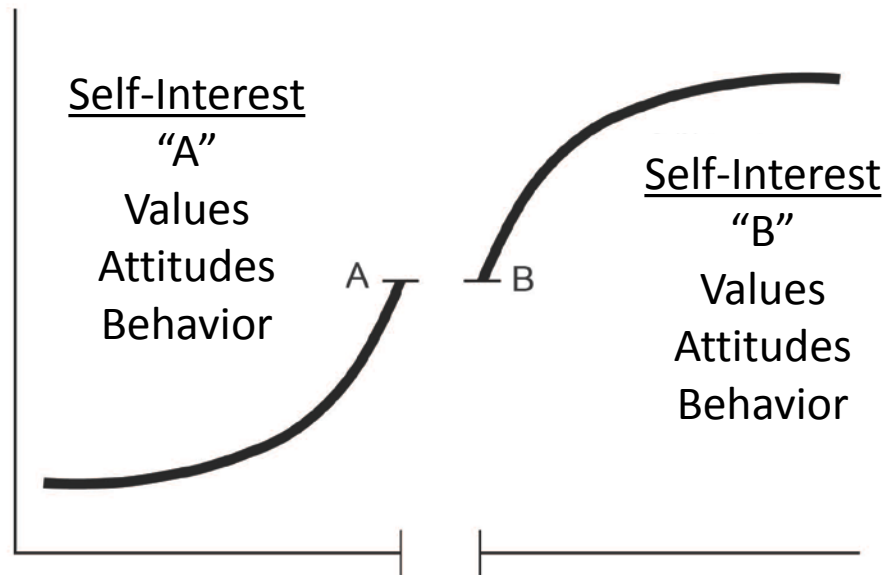 Self-Interest
“A”
Values
Attitudes
Behavior
A
B
Self-Interest
“B”
Values
Attitudes
Behavior